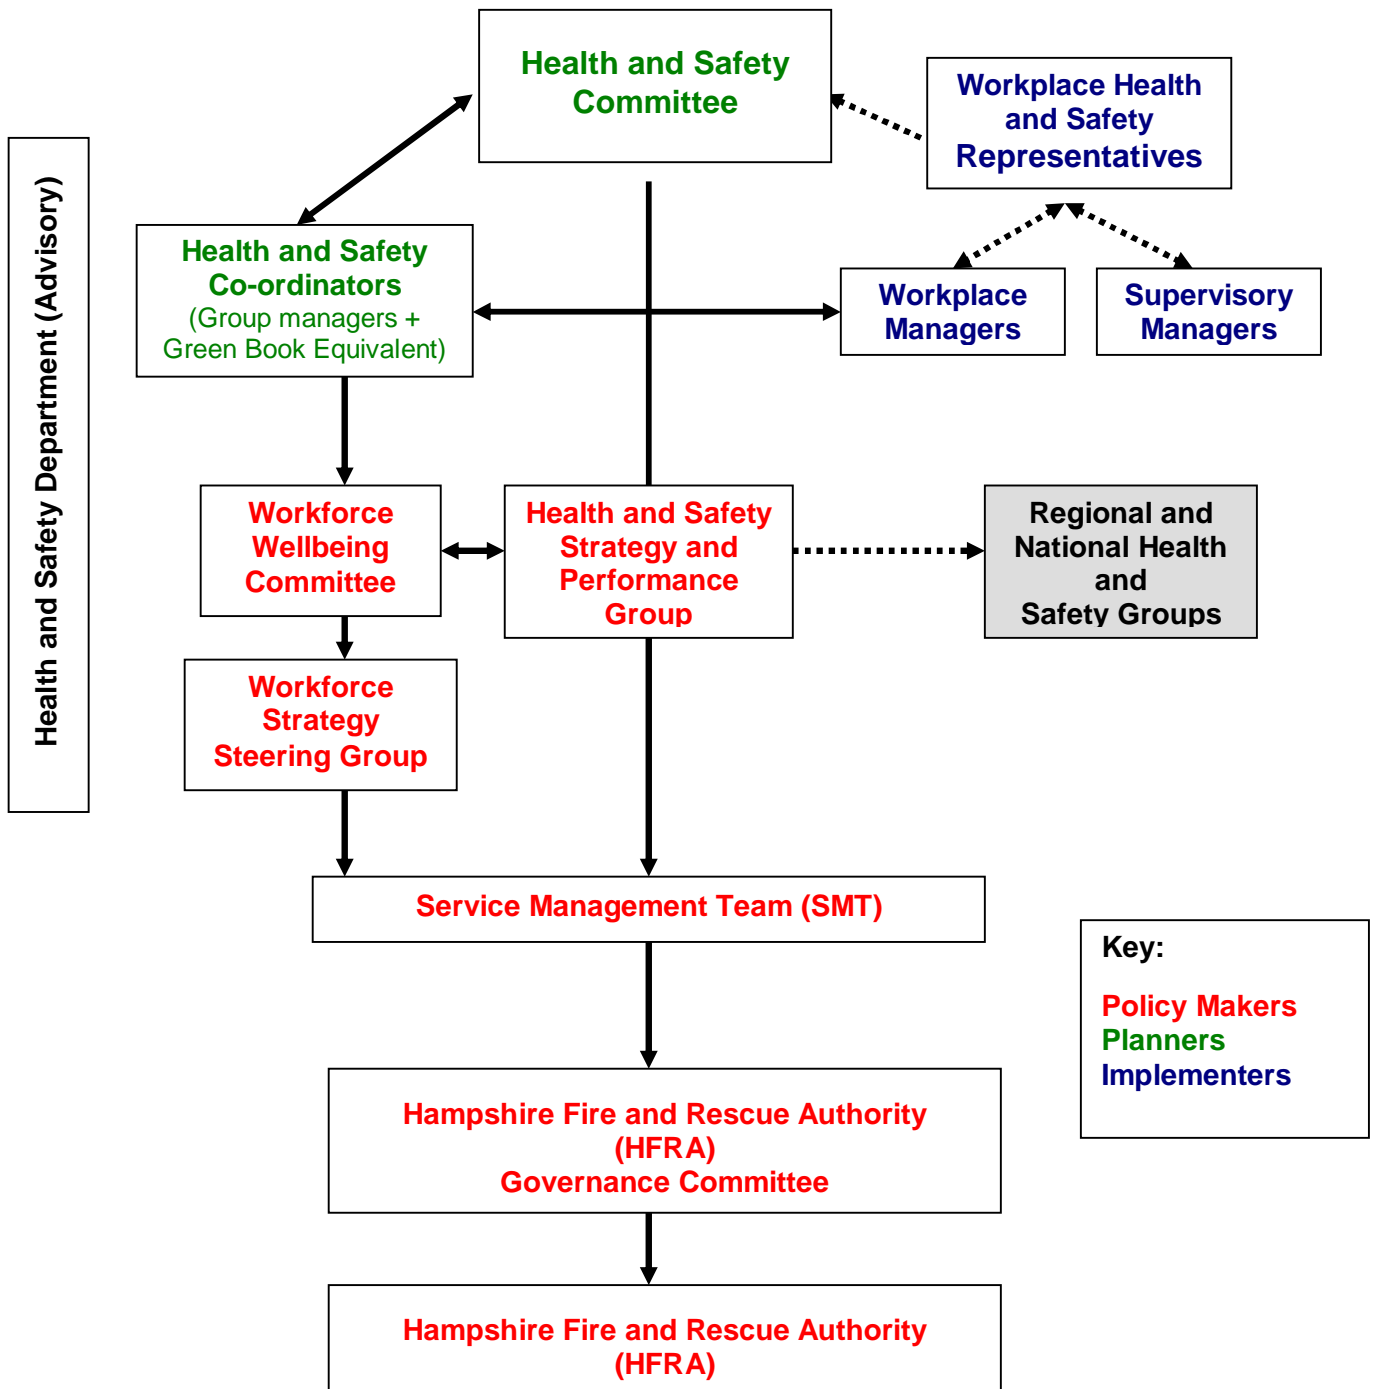 Health and Safety
Committee
Workplace Health
and Safety
Representatives
Health and Safety Department (Advisory)
Health and Safety
Co-ordinators
(Group managers +
Green Book Equivalent)
Workplace
Managers
Supervisory
Managers
Workforce
Wellbeing
Committee
Health and Safety
Strategy and
Performance
Group
Regional and
National Health
and
Safety Groups
Workforce
Strategy
Steering Group
Service Management Team (SMT)
Key:
Policy Makers
Planners
Implementers
Hampshire Fire and Rescue Authority
(HFRA)
Governance Committee
Hampshire Fire and Rescue Authority
(HFRA)